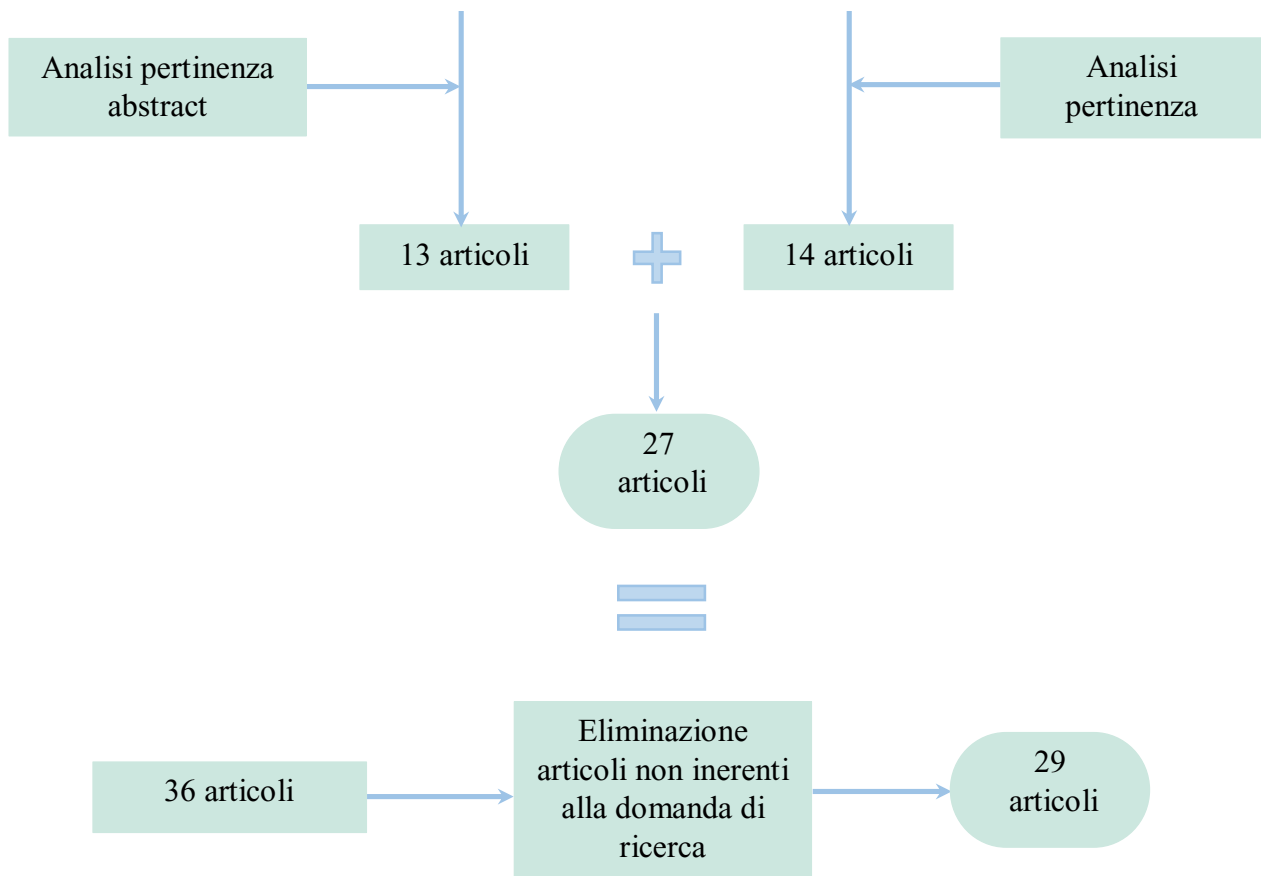 Analisi pertinenza
abstract
Analisi
pertinenza
13 articoli
14 articoli
27
articoli
36 articoli
Eliminazione
articoli non inerenti
alla domanda di
ricerca
29
articoli